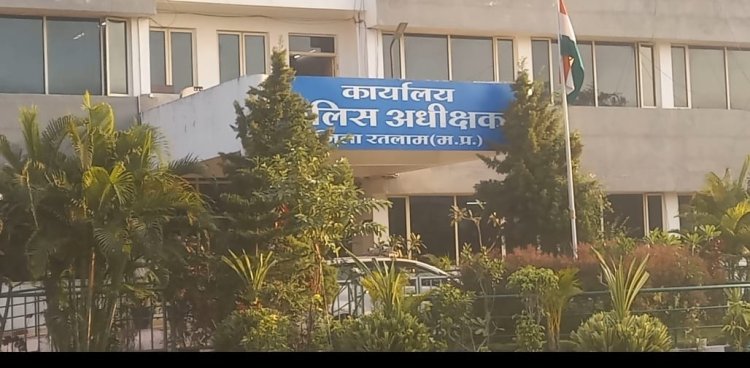 कार्यालय
लिस अधीक्षक
ला रतलाम(म.प्र.)